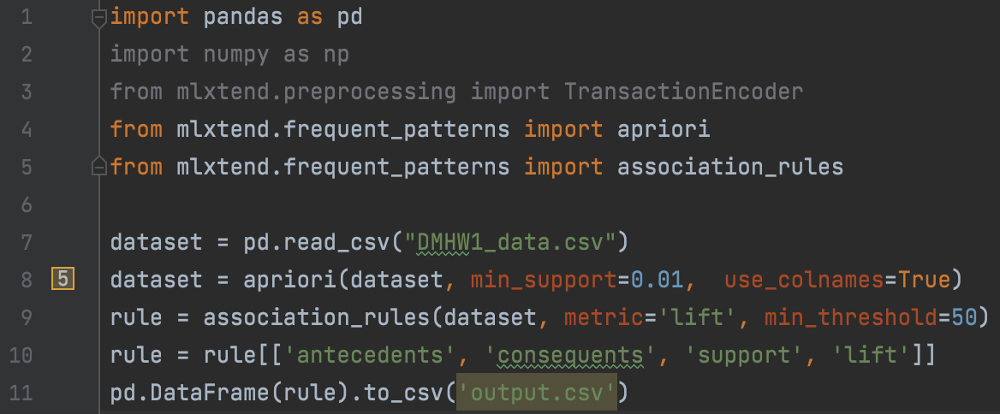 1 import pandas as pd
2 import numpy as np
3 from mlxtend.preprocessing import TransactionEncoder
4 from mlxtend.frequent_patterns import apriori
5 from mlxtend.frequent_patterns import association_rules
6
7 dataset = pd.read_csv("DMHW1_data.csv")
8 5 dataset = apriori(dataset, min_support=0.01,  use_colnames=True)
9 rule = association_rules(dataset, metric='lift', min_threshold=50)
10 rule = rule[['antecedents', 'consequents', 'support', 'lift']]
11 pd.DataFrame(rule).to_csv('output.csv')